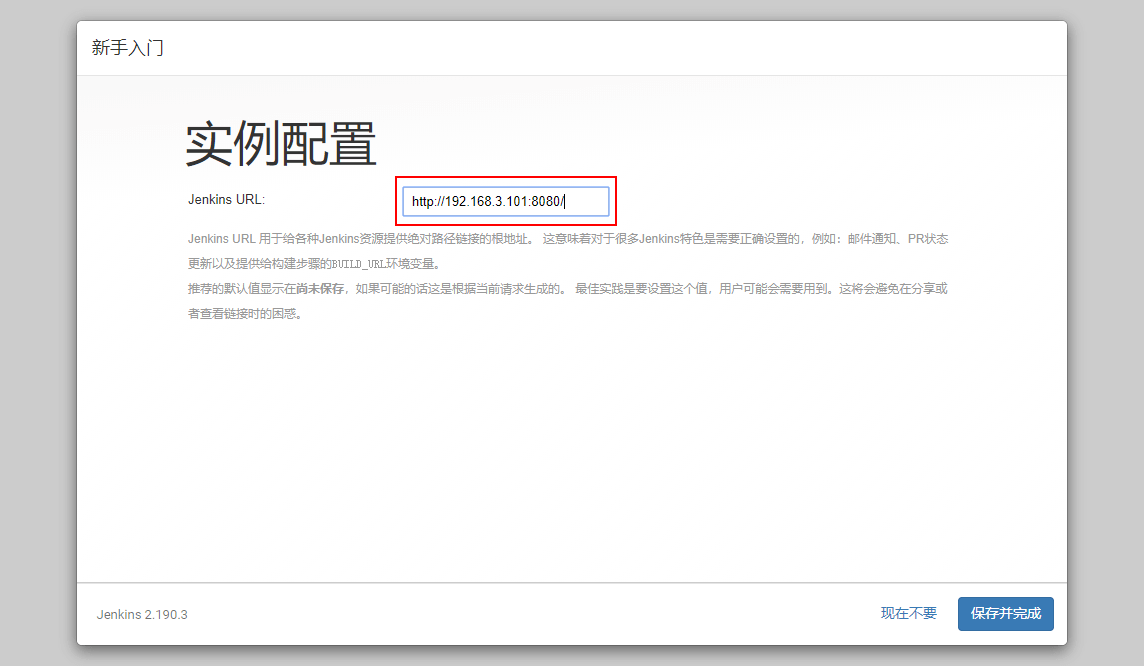 新手入门
实例配置
Jenkins URL:
http://192.168.3.101:8080/
Jenkins URL 用于给各种Jenkins资源提供绝对路径链接的根地址。 这意味着对于很多Jenkins特色是需要正确设置的，例如：邮件通知、PR状态
更新以及提供给构建步骤的BUILD_URL环境变量。
推荐的默认值显示在尚未保存，如果可能的话这是根据当前请求生成的。 最佳实践是要设置这个值，用户可能会需要用到。这将会避免在分享或
者查看链接时的困惑。
Jenkins 2.190.3
现在不要
保存并完成